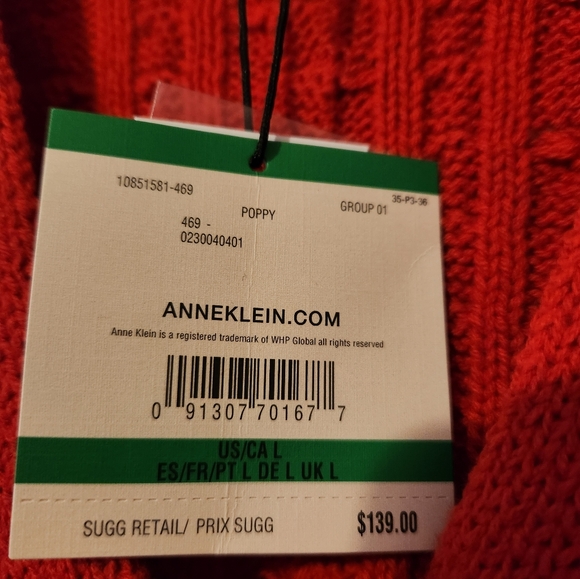 10851581-469
35-P3-36
POPPY GROUP 01
469 -
0230040401
ANNEKLEIN.COM
Anne Klein is a registered trademark of WHP Global all rights reserved
0 91307 70167 7
US/CA L
ES/FR/PT L DE L UK L
SUGG RETAIL/ PRIX SUGG $139.00